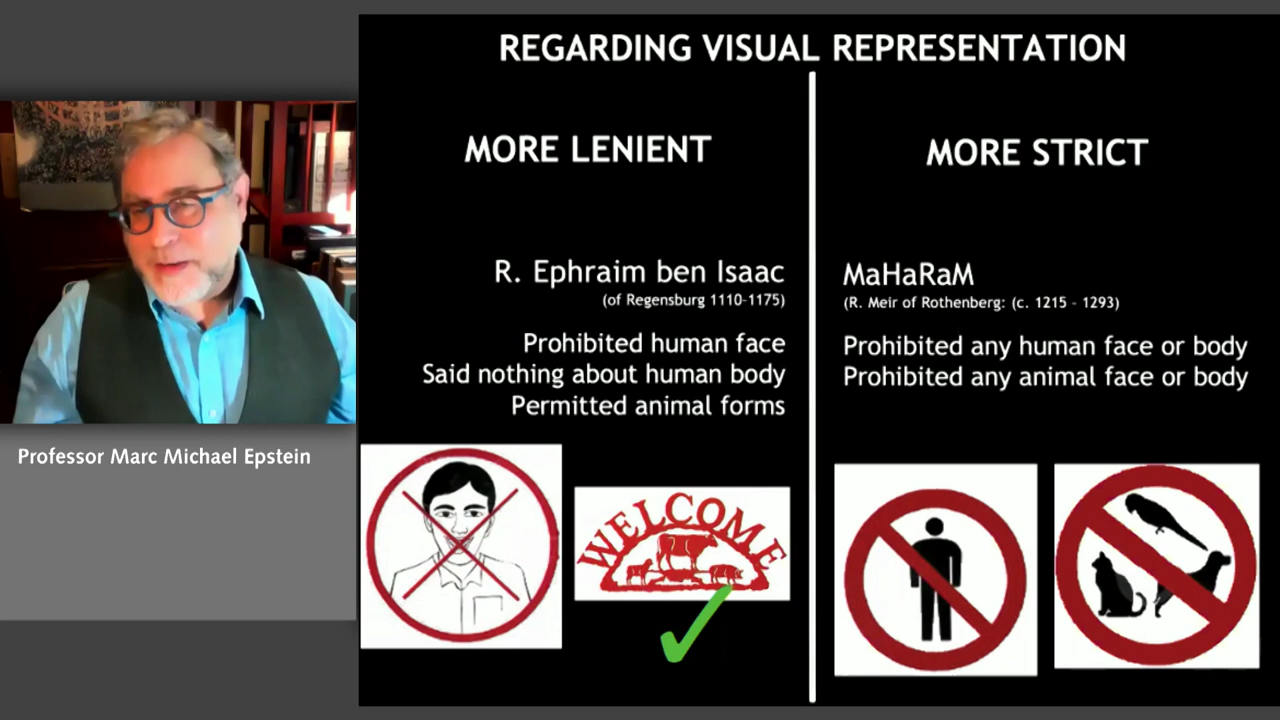 REGARDING VISUAL REPRESENTATION
MORE LENIENT
R. Ephraim ben Isaac
(of Regensburg 1110-1175)
Prohibited human face
Said nothing about human body
Permitted animal forms
WELCOME
MORE STRICT
MaHaRaM
(R. Meir of Rothenberg: (c. 1215 - 1293)
Prohibited any human face or body
Prohibited any animal face or body
Professor Marc Michael Epstein